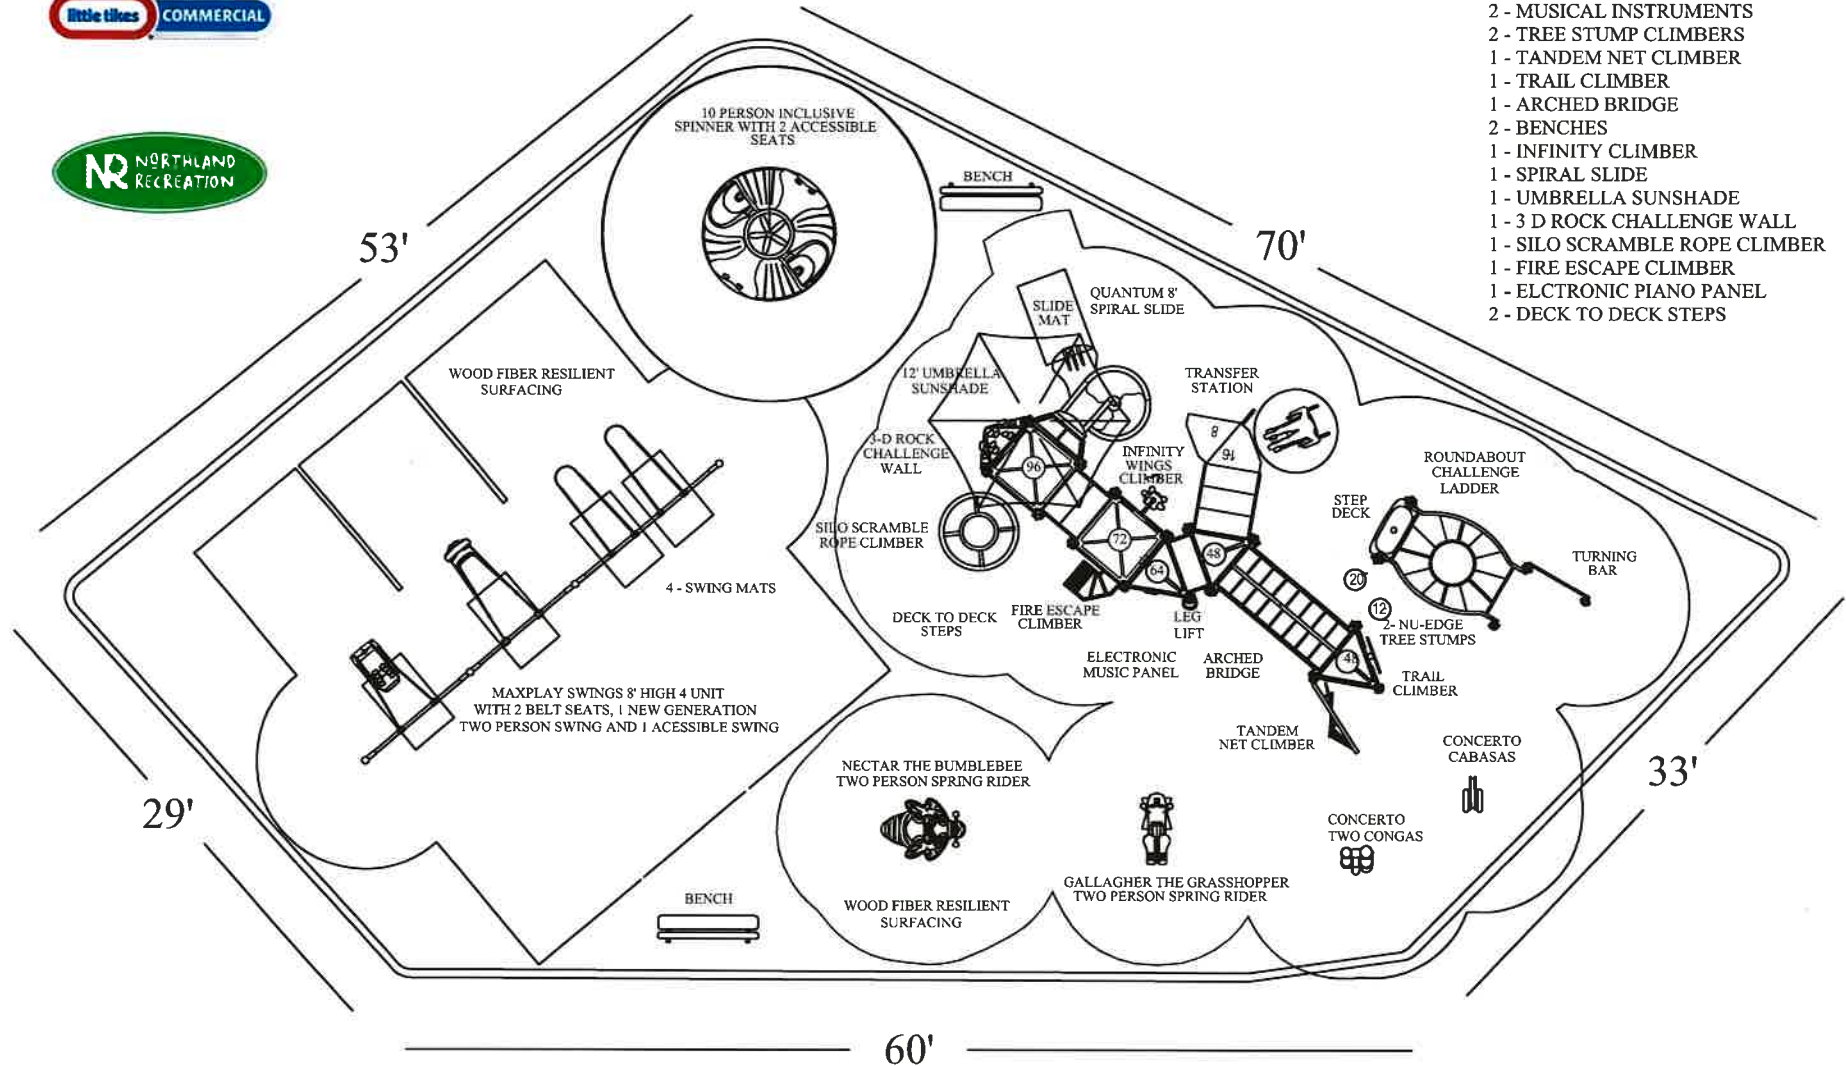 little tikes COMMERCIAL
NR NORTHLAND
RECREATION
2 - MUSICAL INSTRUMENTS
2 - TREE STUMP CLIMBERS
1 - TANDEM NET CLIMBER
1 - TRAIL CLIMBER
1 - ARCHED BRIDGE
2 - BENCHES
1 - INFINITY CLIMBER
1 - SPIRAL SLIDE
1 - UMBRELLA SUNSHADE
1 - 3 D ROCK CHALLENGE WALL
1 - SILO SCRAMBLE ROPE CLIMBER
1 - FIRE ESCAPE CLIMBER
1 - ELCTRONIC PIANO PANEL
2 - DECK TO DECK STEPS
10 PERSON INCLUSIVE
SPINNER WITH 2 ACCESSIBLE
SEATS
BENCH
53'
70'
QUANTUM 8'
SPIRAL SLIDE
SLIDE
MAT
WOOD FIBER RESILIENT
SURFACING
12' UMBRELLA
SUNSHADE
TRANSFER
STATION
8
16
3-D ROCK
CHALLENGE
WALL
96
INFINITY
WINGS
CLIMBER
ROUNDABOUT
CHALLENGE
LADDER
STEP
DECK
SILO SCRAMBLE
ROPE CLIMBER
72
48
64
TURNING
BAR
20
12
4 - SWING MATS
DECK TO DECK
STEPS
FIRE ESCAPE
CLIMBER
LEG
LIFT
2- NU-EDGE
TREE STUMPS
ELECTRONIC
MUSIC PANEL
ARCHED
BRIDGE
48
TRAIL
CLIMBER
MAXPLAY SWINGS 8' HIGH 4 UNIT
WITH 2 BELT SEATS, 1 NEW GENERATION
TWO PERSON SWING AND 1 ACESSIBLE SWING
TANDEM
NET CLIMBER
CONCERTO
CABASAS
NECTAR THE BUMBLEBEE
TWO PERSON SPRING RIDER
29'
33'
CONCERTO
TWO CONGAS
GALLAGHER THE GRASSHOPPER
TWO PERSON SPRING RIDER
BENCH
WOOD FIBER RESILIENT
SURFACING
60'